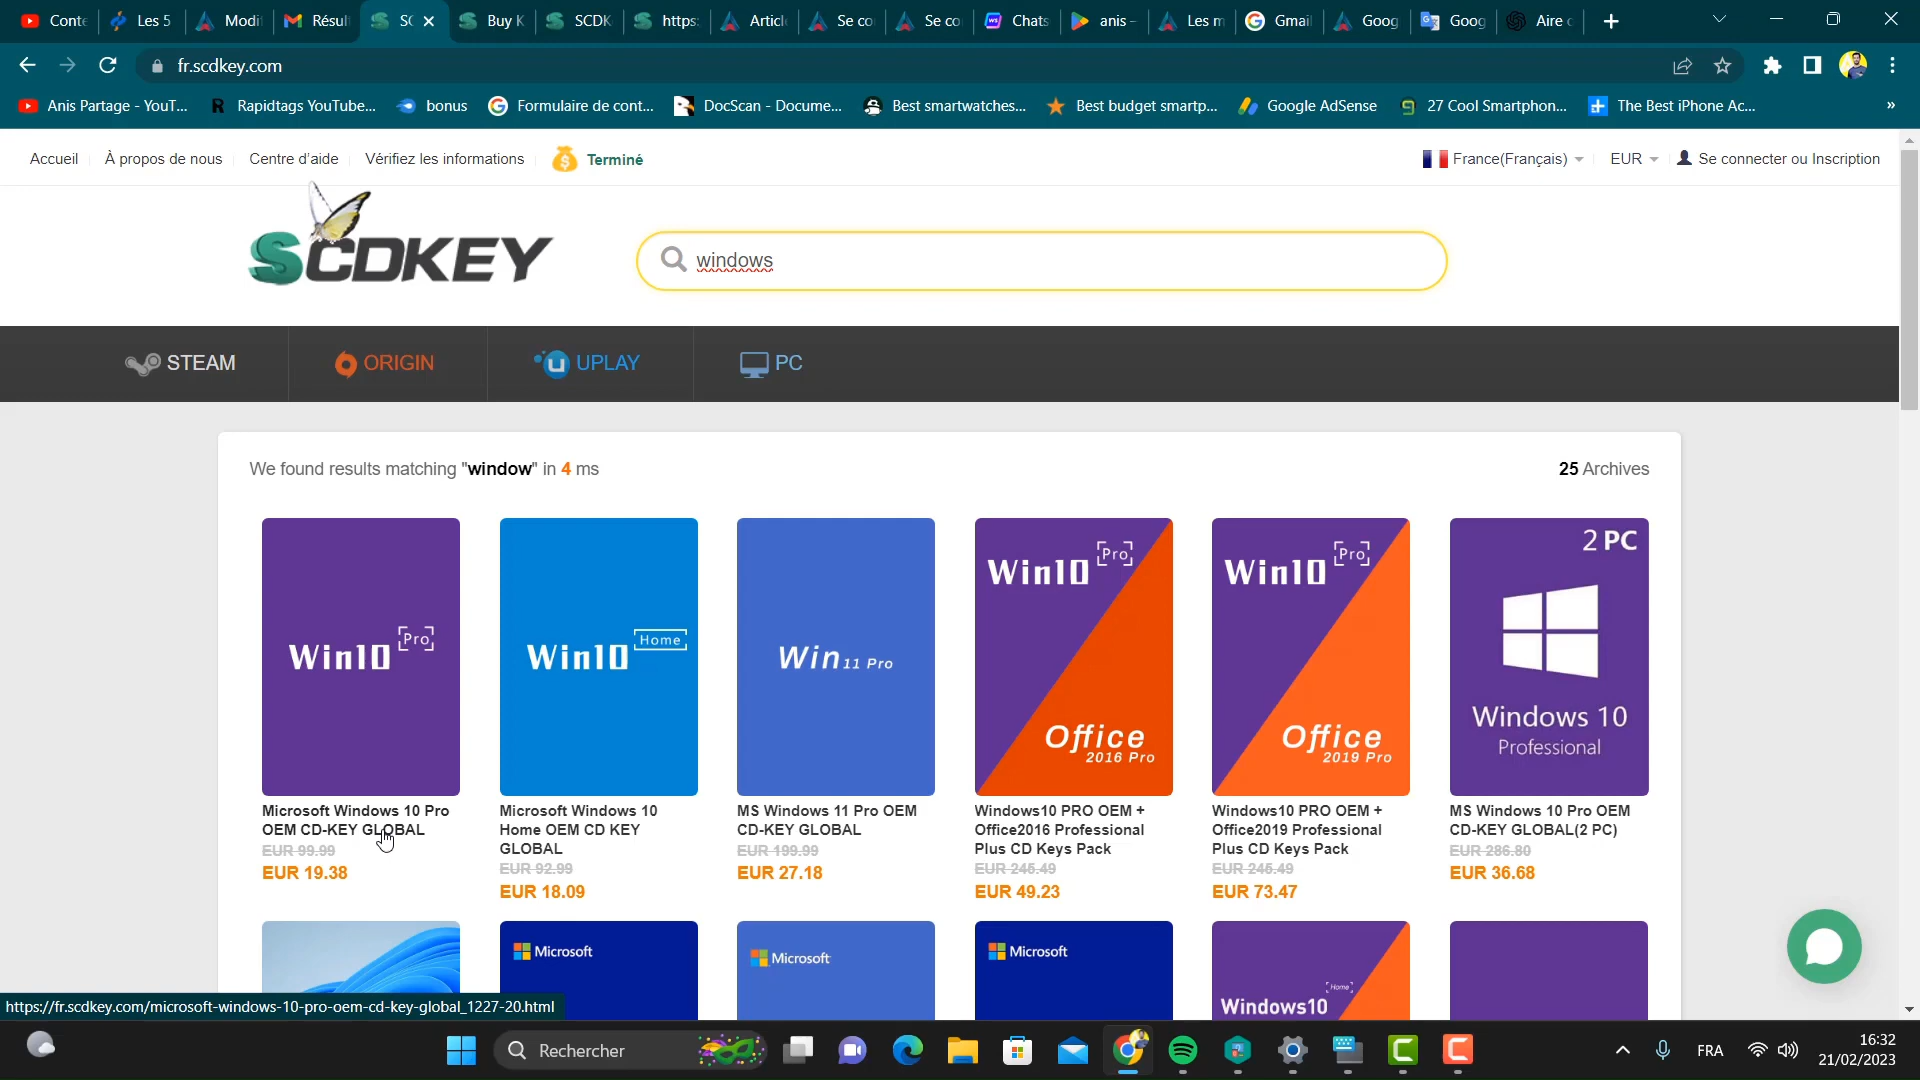 Conte
Les 5
Modi
Résul
SC
Buy K
SCDK
https:
Articl
Se co
Se co
Chats
anis -
Les m
Gmai
Goog
Goog
Aire c
fr.scdkey.com
Anis Partage - YouT...
Rapidtags YouTube...
bonus
Formulaire de cont...
DocScan - Docume...
Best smartwatches...
Best budget smartp...
Google AdSense
27 Cool Smartphon...
The Best iPhone Ac...
»
Accueil
À propos de nous
Centre d'aide
Vérifiez les informations
Terminé
France(Français)
EUR
Se connecter ou Inscription
SCDKEY
windows
STEAM
ORIGIN
UPLAY
PC
We found results matching "window" in 4 ms
25 Archives
Win10 [Pro]
Win10 [Home]
Win 11 Pro
Win10 [Pro]
Office
2016 Pro
Win10 [Pro]
Office
2019 Pro
2 PC
Windows 10
Professional
Microsoft Windows 10 Pro
OEM CD-KEY GLOBAL
EUR 99.99
EUR 19.38
Microsoft Windows 10
Home OEM CD KEY
GLOBAL
EUR 92.99
EUR 18.09
MS Windows 11 Pro OEM
CD-KEY GLOBAL
EUR 199.99
EUR 27.18
Windows10 PRO OEM +
Office2016 Professional
Plus CD Keys Pack
EUR 245.49
EUR 49.23
Windows10 PRO OEM +
Office2019 Professional
Plus CD Keys Pack
EUR 245.49
EUR 73.47
MS Windows 10 Pro OEM
CD-KEY GLOBAL(2 PC)
EUR 286.80
EUR 36.68
Microsoft
Microsoft
Microsoft
Windows10 [Home]
https://fr.scdkey.com/microsoft-windows-10-pro-oem-cd-key-global_1227-20.html
Rechercher
FRA
16:32
21/02/2023